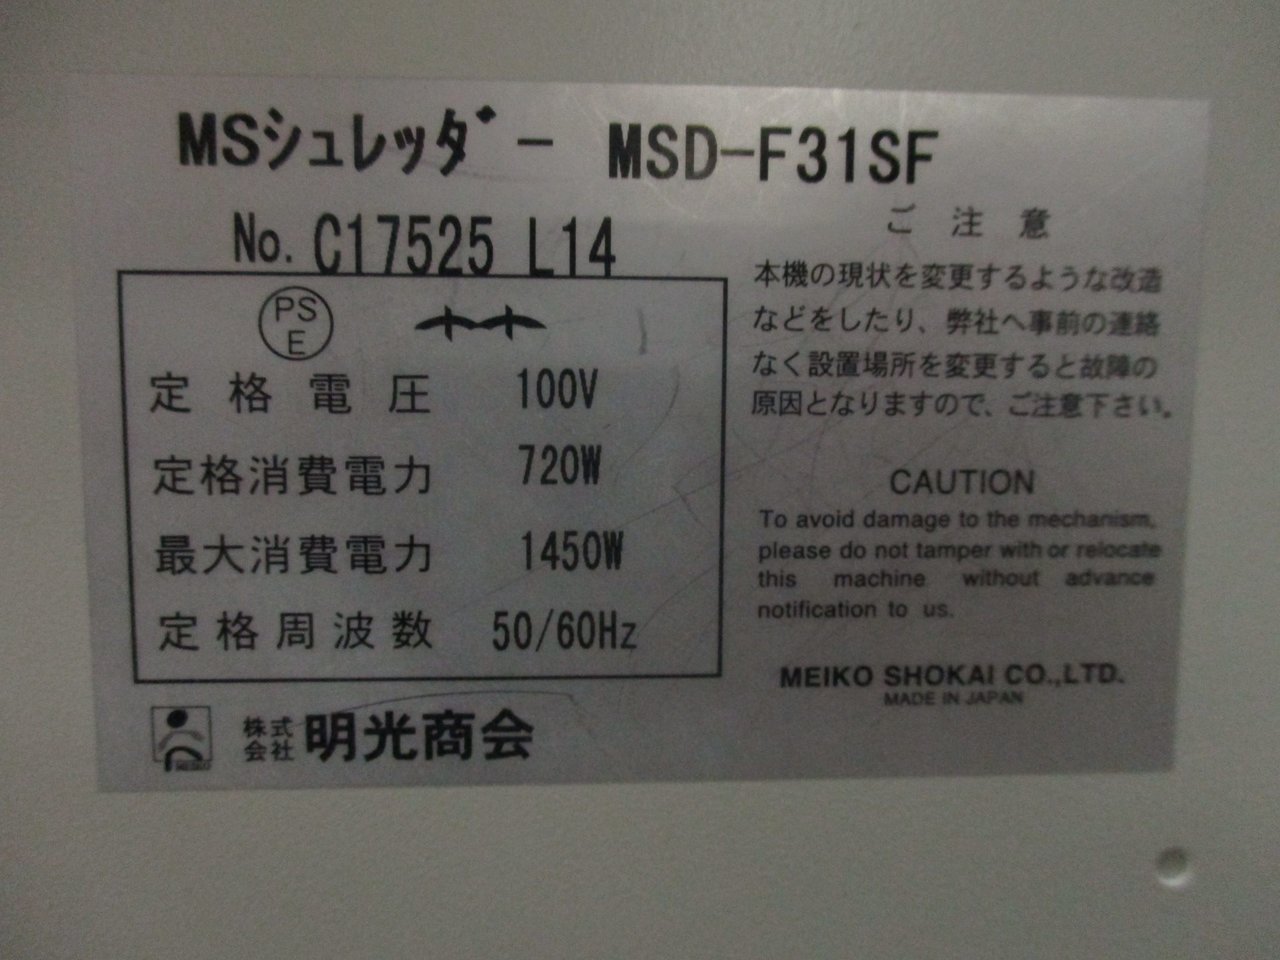 MSシュレッダー MSD-F31SF
No. C17525 L14
PS
E
定格電圧 100V
定格消費電力 720W
最大消費電力 1450W
定格周波数 50/60Hz
ご注意
本機の現状を変更するような改造
などをしたり、弊社へ事前の連絡
なく設置場所を変更すると故障の
原因となりますので、ご注意下さい。
CAUTION
To avoid damage to the mechanism,
please do not tamper with or relocate
this machine without advance
notification to us.
MEIKO SHOKAI CO.,LTD.
MADE IN JAPAN
MEIKO
株式会社 明光商会